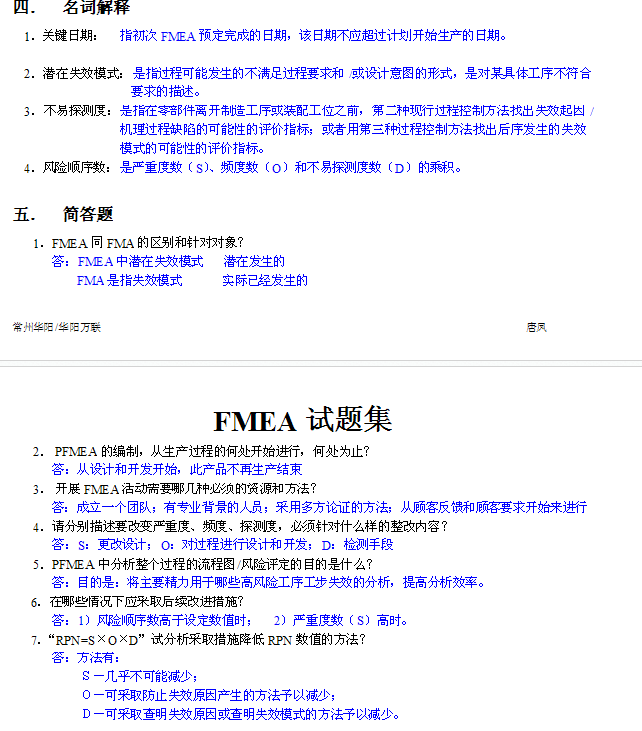 四． 名词解释
1．关键日期： 指初次 FMEA 预定完成的日期，该日期不应超过计划开始生产的日期。
2．潜在失效模式：是指过程可能发生的不满足过程要求和 /或设计意图的形式，是对某具体工序不符合
要求的描述。
3．不易探测度：是指在零部件离开制造工序或装配工位之前，第二种现行过程控制方法找出失效起因 /
机理过程缺陷的可能性的评价指标；或者用第三种过程控制方法找出后序发生的失效
模式的可能性的评价指标。
4．风险顺序数：是严重度数（S）、频度数（O）和不易探测度数（D）的乘积。
五． 简答题
1．FMEA 同 FMA 的区别和针对对象？
答：FMEA 中潜在失效模式 潜在发生的
FMA 是指失效模式 实际已经发生的
常州华阳/华阳万联 唐凤
FMEA 试题集
2． PFMEA 的编制，从生产过程的何处开始进行，何处为止？
答：从设计和开发开始，此产品不再生产结束
3． 开展 FMEA 活动需要哪几种必须的资源和方法？
答：成立一个团队；有专业背景的人员；采用多方论证的方法；从顾客反馈和顾客要求开始来进行
4．请分别描述要改变严重度、频度、探测度，必须针对什么样的整改内容？
答：S：更改设计；O：对过程进行设计和开发；D：检测手段
5．PFMEA 中分析整个过程的流程图/风险评定的目的是什么？
答：目的是：将主要精力用于哪些高风险工序工步失效的分析，提高分析效率。
6．在哪些情况下应采取后续改进措施？
答：1）风险顺序数高于设定数值时； 2）严重度数（S）高时。
7．“RPN=S×O×D”试分析采取措施降低 RPN 数值的方法？
答：方法有：
S－几乎不可能减少；
O－可采取防止失效原因产生的方法予以减少；
D－可采取查明失效原因或查明失效模式的方法予以减少。